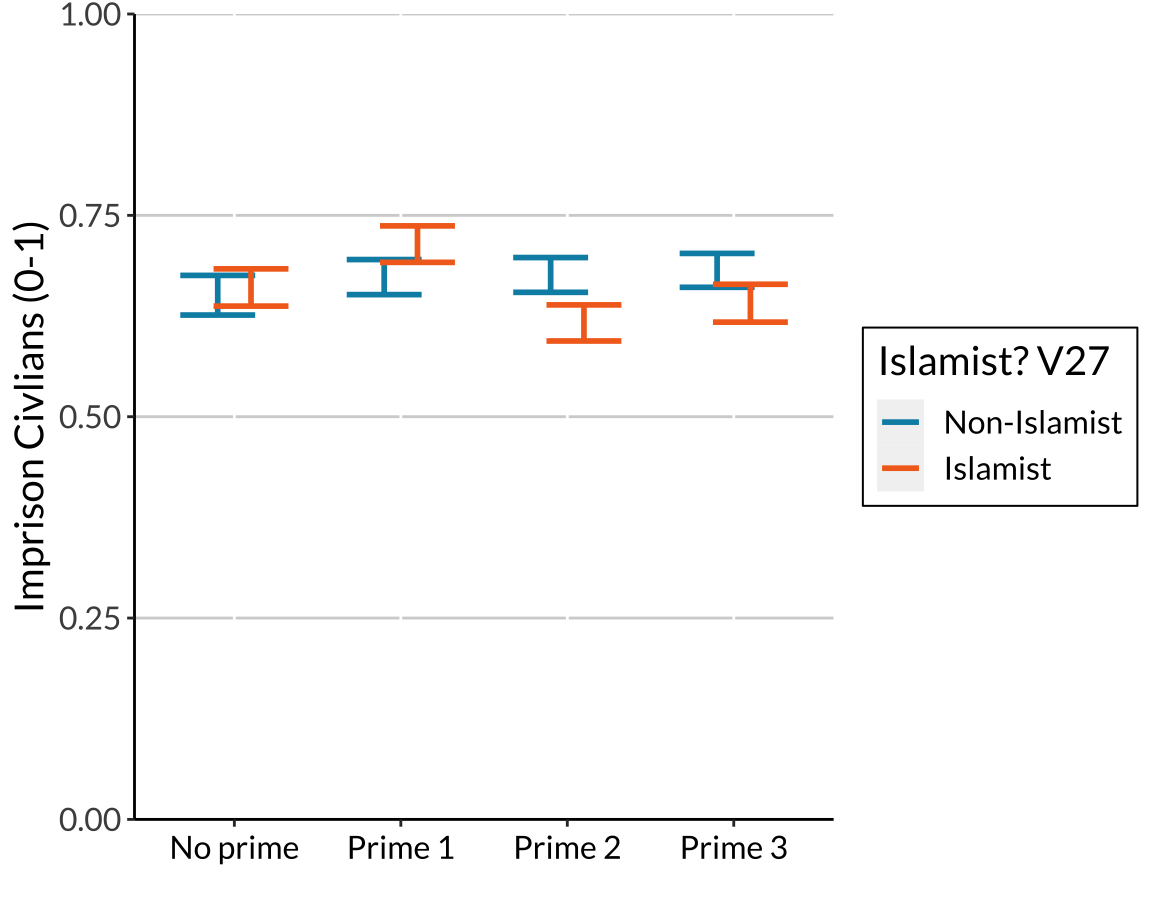 1.00
0.75
0.50
0.25
0.00
Imprison Civlians (0-1)
No prime
Prime 1
Prime 2
Prime 3
Islamist? V27
Non-Islamist
Islamist